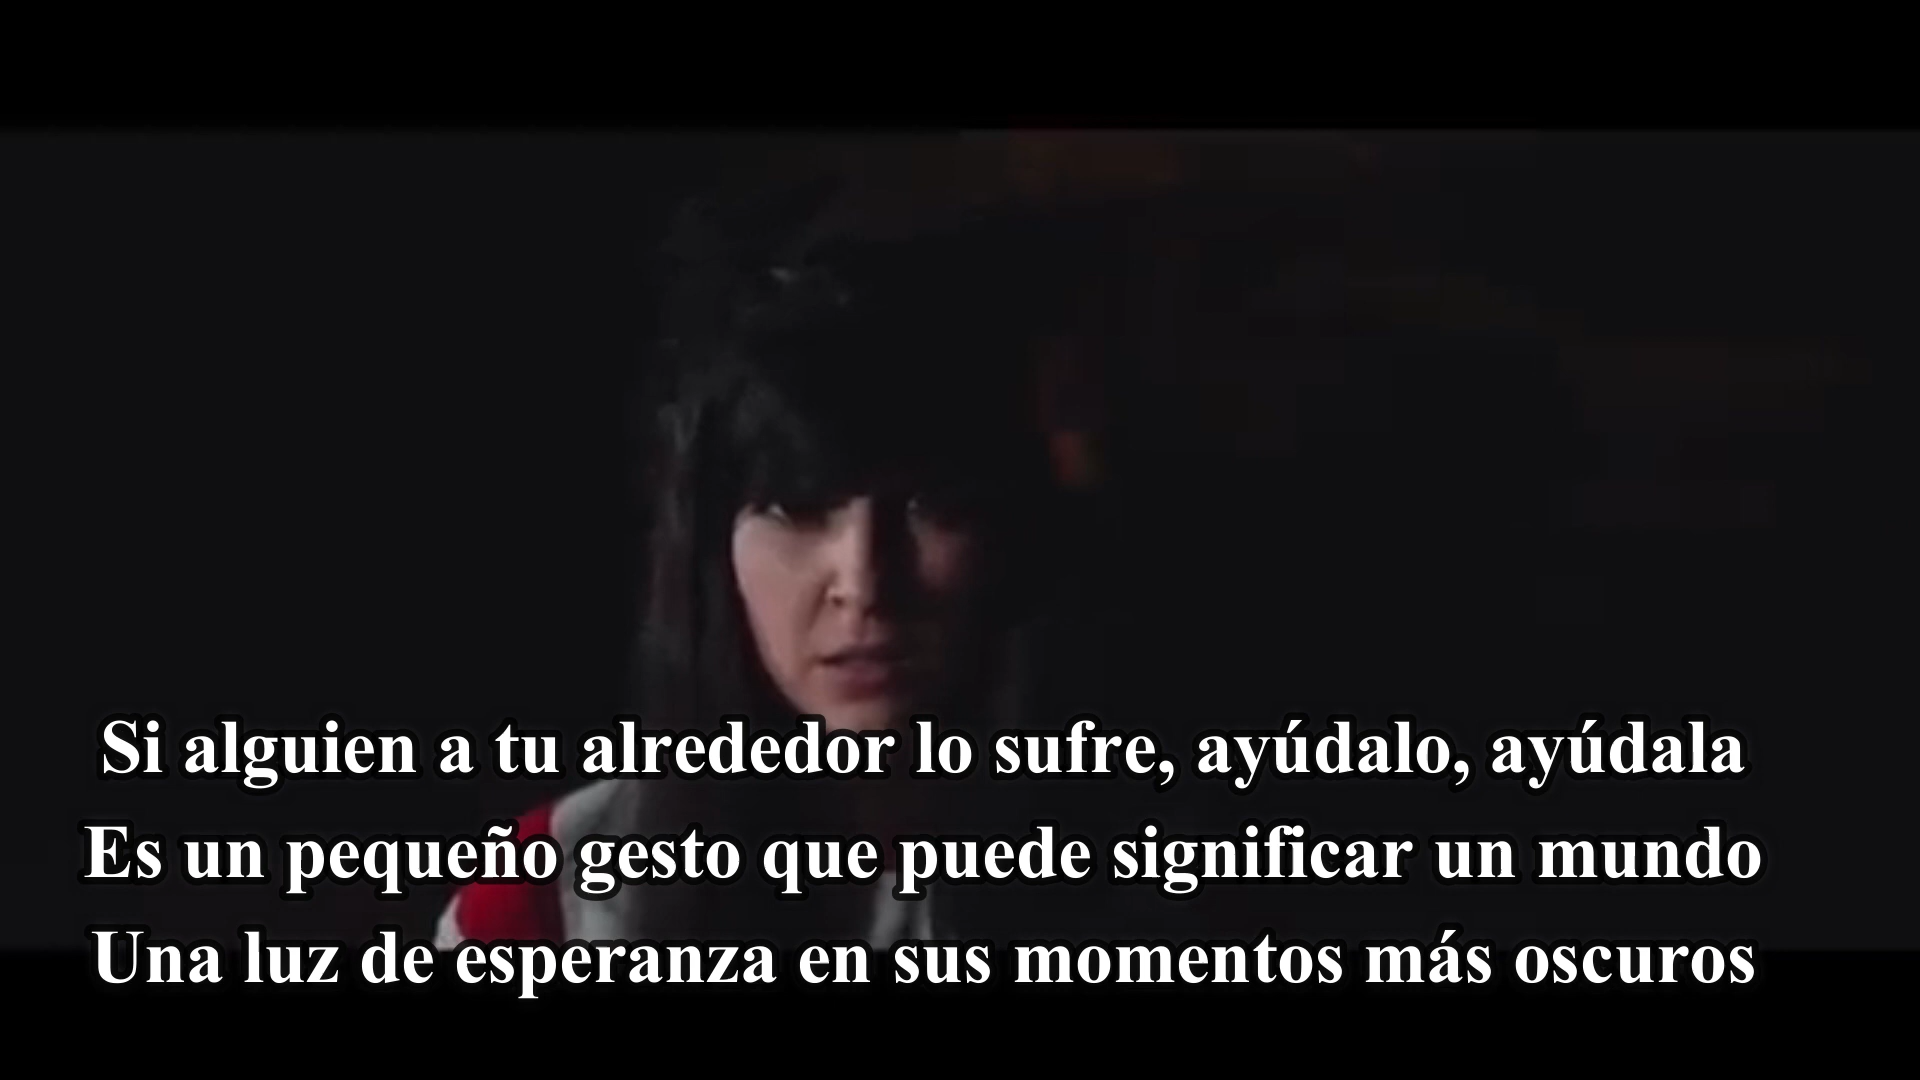 Si alguien a tu alrededor lo sufre, ayúdalo, ayúdala
Es un pequeño gesto que puede significar un mundo
Una luz de esperanza en sus momentos más oscuros